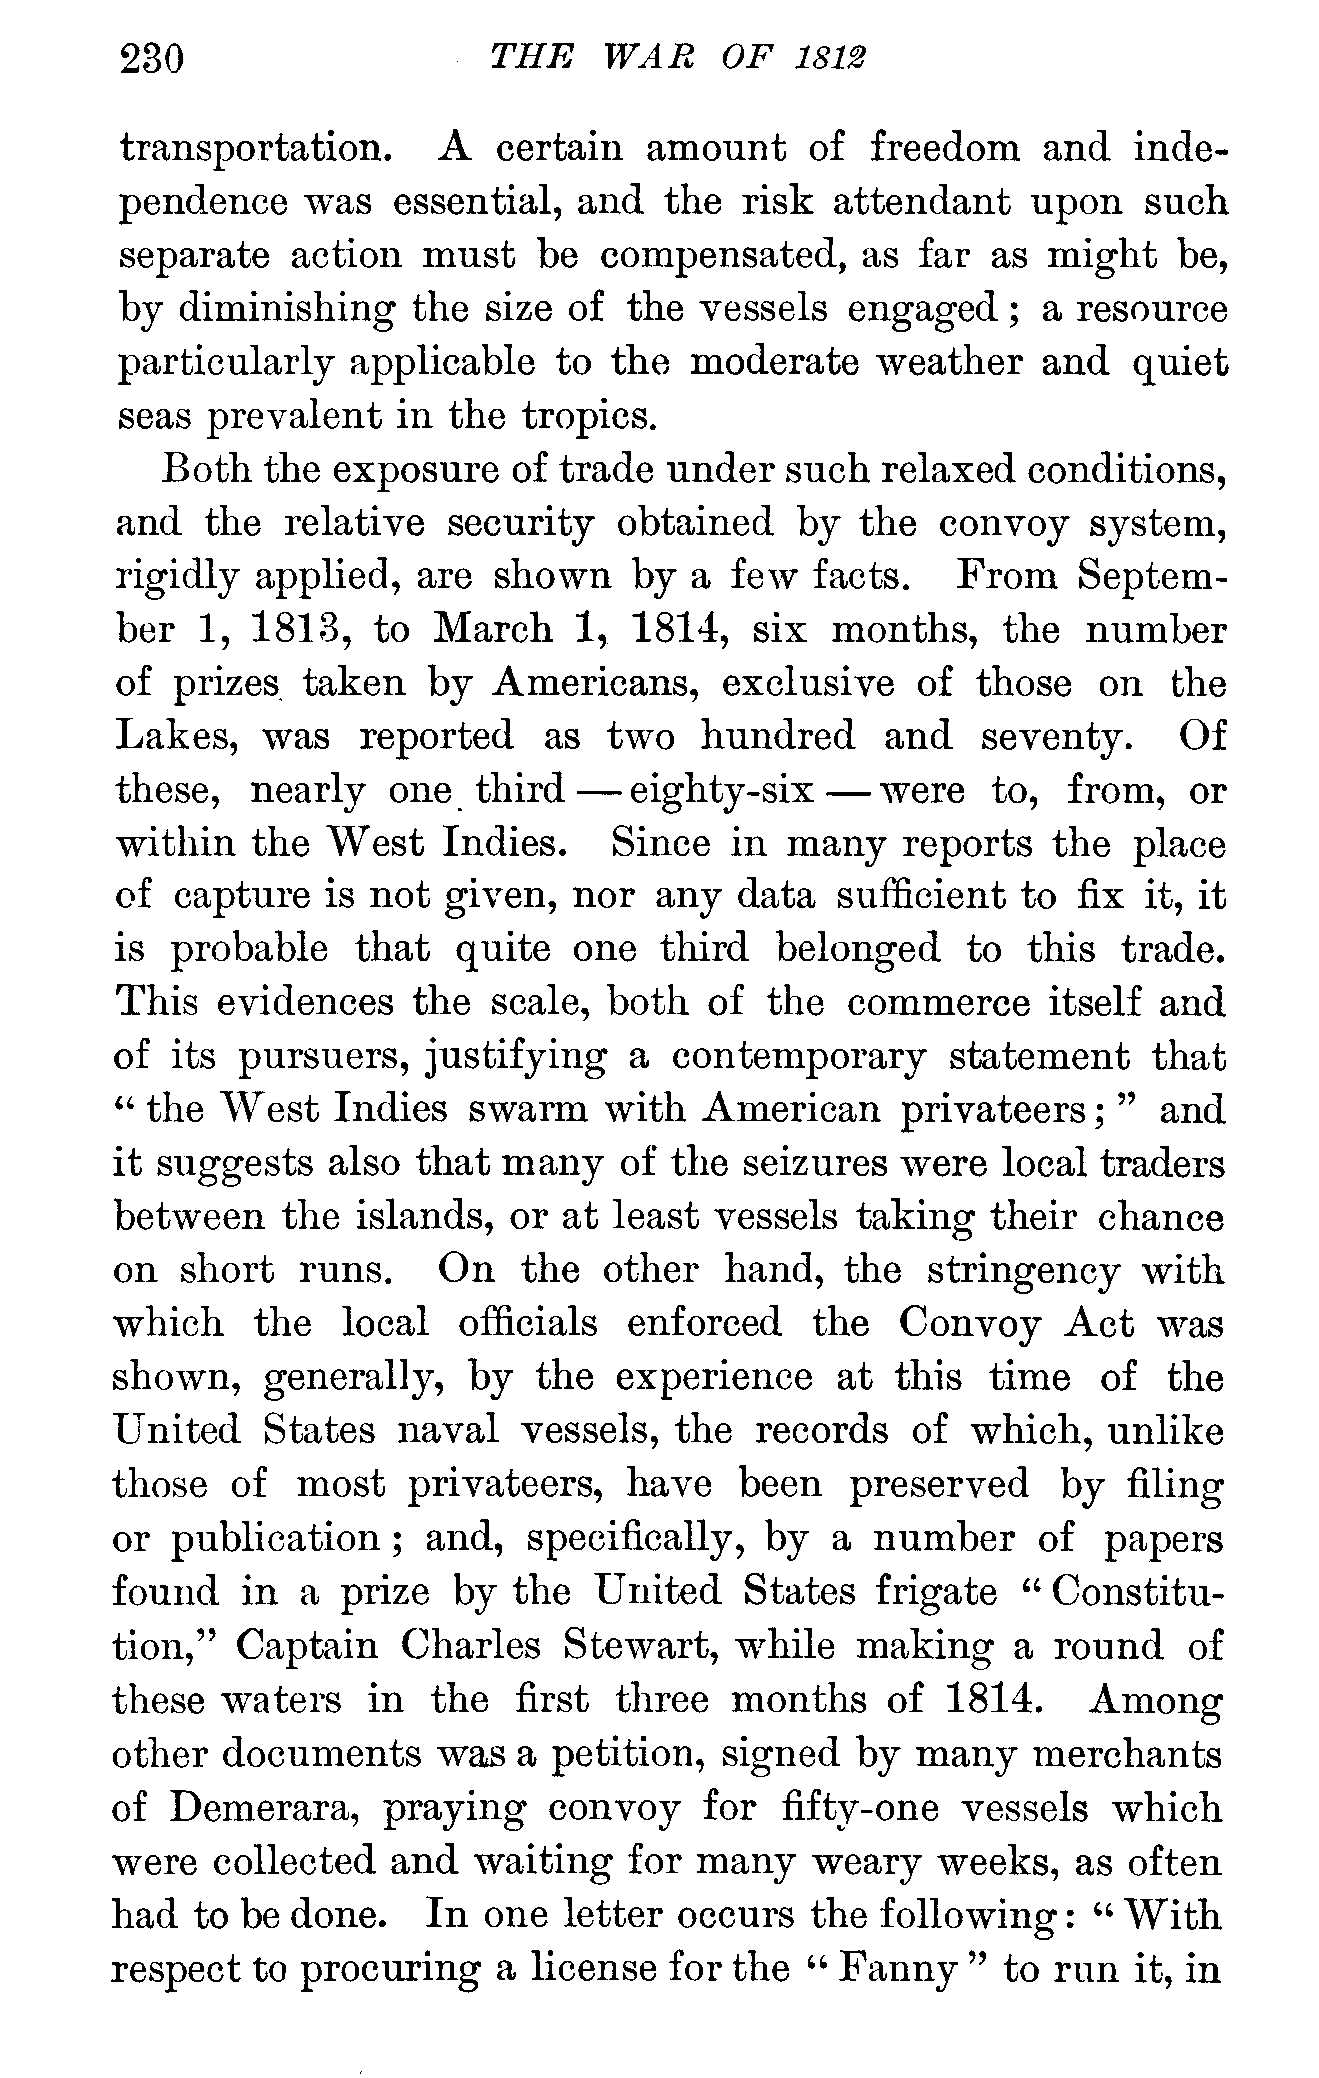 230 THE WAR OF 1812
transportation. A certain amount of freedom and inde-
pendence was essential, and the risk attendant upon such
separate action must be compensated, as far as might be,
by diminishing the size of the vessels engaged ; a resource
particularly applicable to the moderate weather and quiet
seas prevalent in the tropics.
Both the exposure of trade under such relaxed conditions,
and the relative security obtained by the convoy system,
rigidly applied, are shown by a few facts. From Septem-
ber 1, 1813, to March 1, 1814, six months, the number
of prizes taken by Americans, exclusive of those on the
Lakes, was reported as two hundred and seventy. Of
these, nearly one third — eighty-six — were to, from, or
within the West Indies. Since in many reports the place
of capture is not given, nor any data sufficient to fix it, it
is probable that quite one third belonged to this trade.
This evidences the scale, both of the commerce itself and
of its pursuers, justifying a contemporary statement that
“ the West Indies swarm with American privateers ; ” and
it suggests also that many of the seizures were local traders
between the islands, or at least vessels taking their chance
on short runs. On the other hand, the stringency with
which the local officials enforced the Convoy Act was
shown, generally, by the experience at this time of the
United States naval vessels, the records of which, unlike
those of most privateers, have been preserved by filing
or publication ; and, specifically, by a number of papers
found in a prize by the United States frigate “ Constitu-
tion,” Captain Charles Stewart, while making a round of
these waters in the first three months of 1814. Among
other documents was a petition, signed by many merchants
of Demerara, praying convoy for fifty-one vessels which
were collected and waiting for many weary weeks, as often
had to be done. In one letter occurs the following : “ With
respect to procuring a license for the “ Fanny ” to run it, in